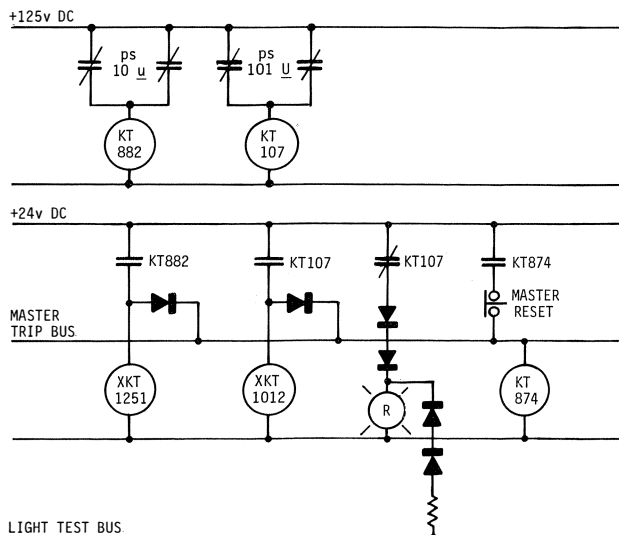 +125v DC
ps
10 u
ps
101 U
KT
882
KT
107
+24v DC
KT882
KT107
KT107
KT874
MASTER
RESET
MASTER
TRIP BUS
XKT
1251
XKT
1012
R
KT
874
LIGHT TEST BUS